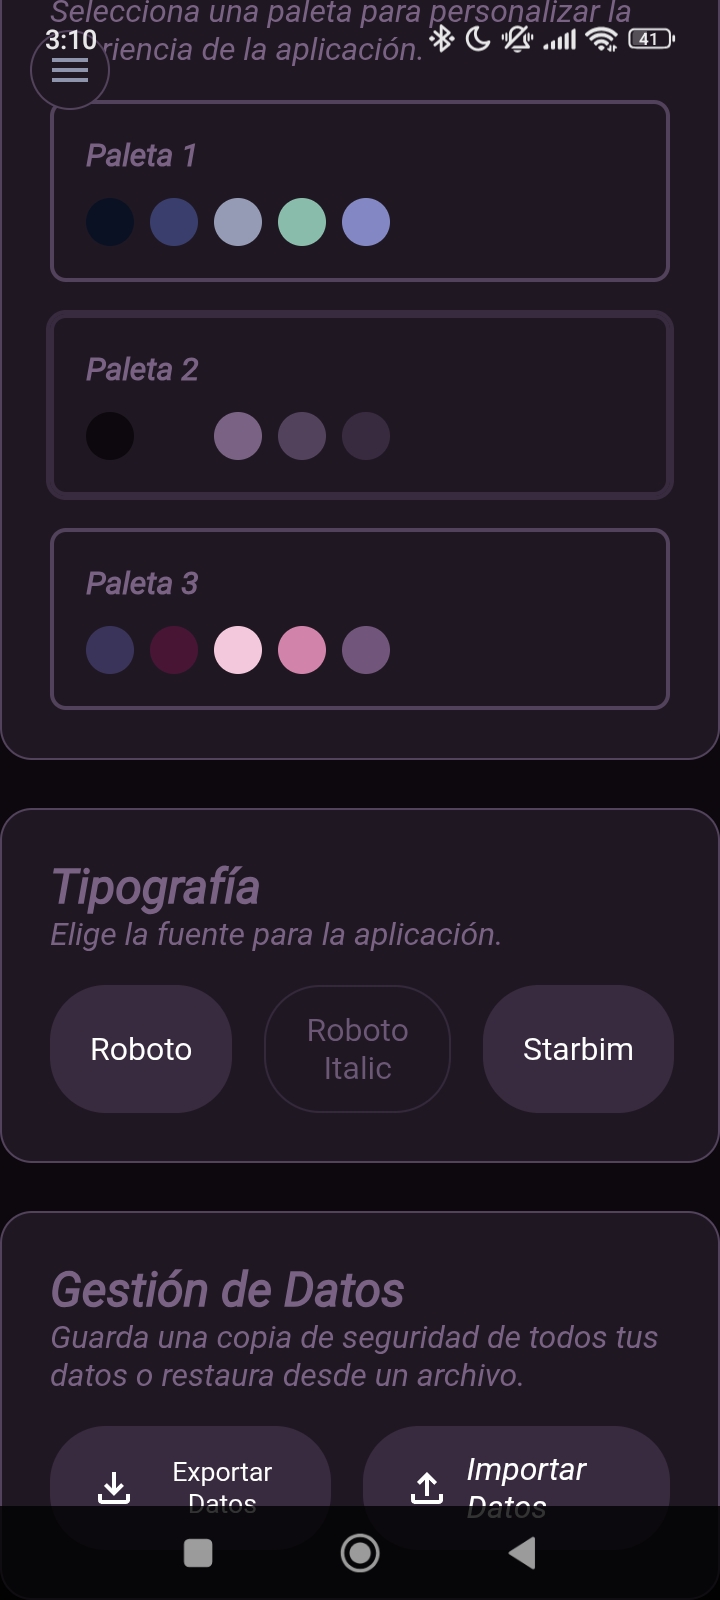 Selecciona una paleta para personalizar la
3:10
riencia de la aplicación.
41
Paleta 1
Paleta 2
Paleta 3
Tipografía
Elige la fuente para la aplicación.
Roboto
Roboto
Italic
Starbim
Gestión de Datos
Guarda una copia de seguridad de todos tus
datos o restaura desde un archivo.
Exportar
Datos
Importar
Datos